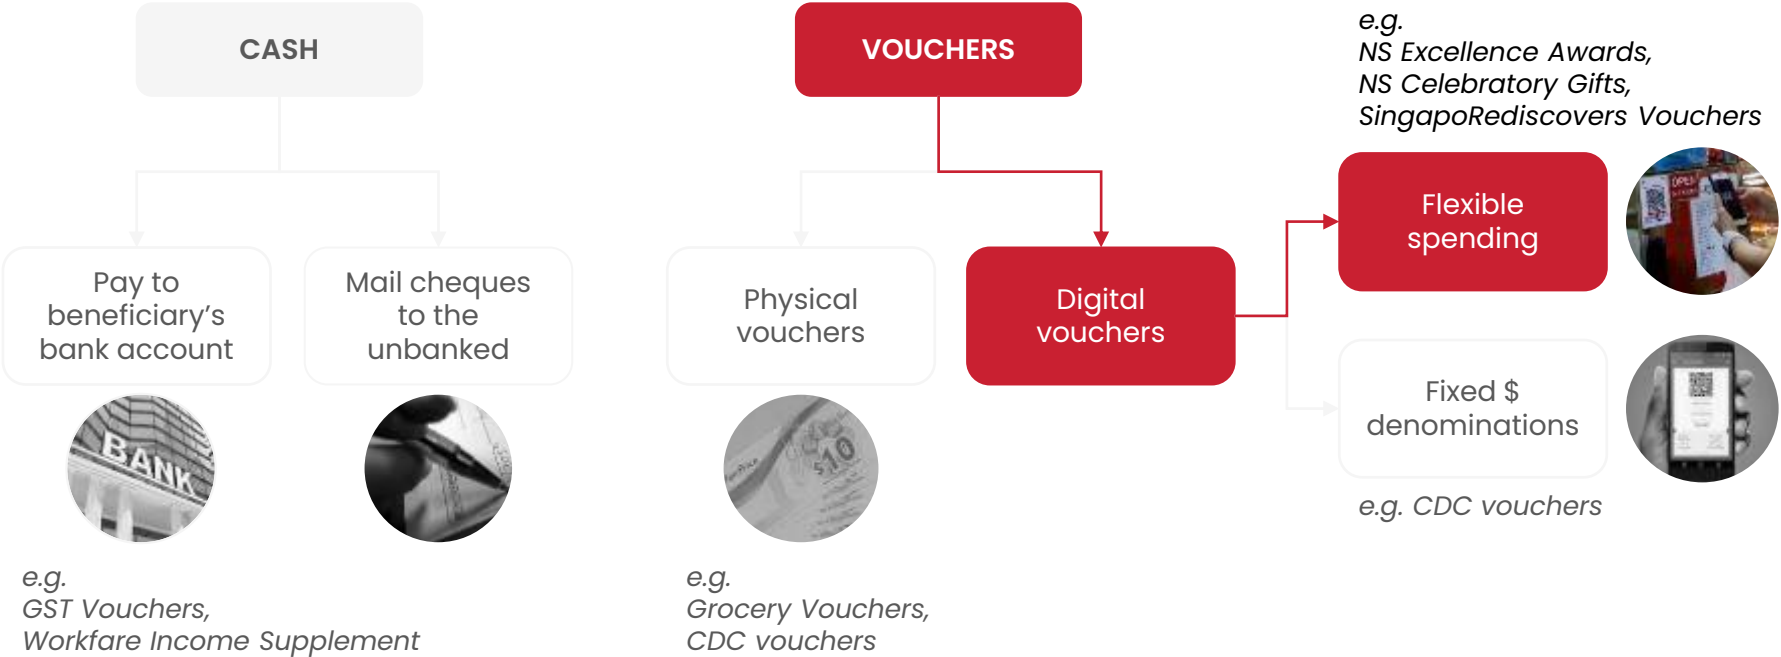 CASH
Pay to
beneficiary's
bank account
Mail cheques
to the
unbanked
BANK
e.g.
GST Vouchers,
Workfare Income Supplement
VOUCHERS
Physical
vouchers
$10
e.g.
Grocery Vouchers,
CDC vouchers
Digital
vouchers
e.g.
NS Excellence Awards,
NS Celebratory Gifts,
SingapoRediscovers Vouchers
Flexible
spending
OPEN
Fixed $
denominations
e.g. CDC vouchers